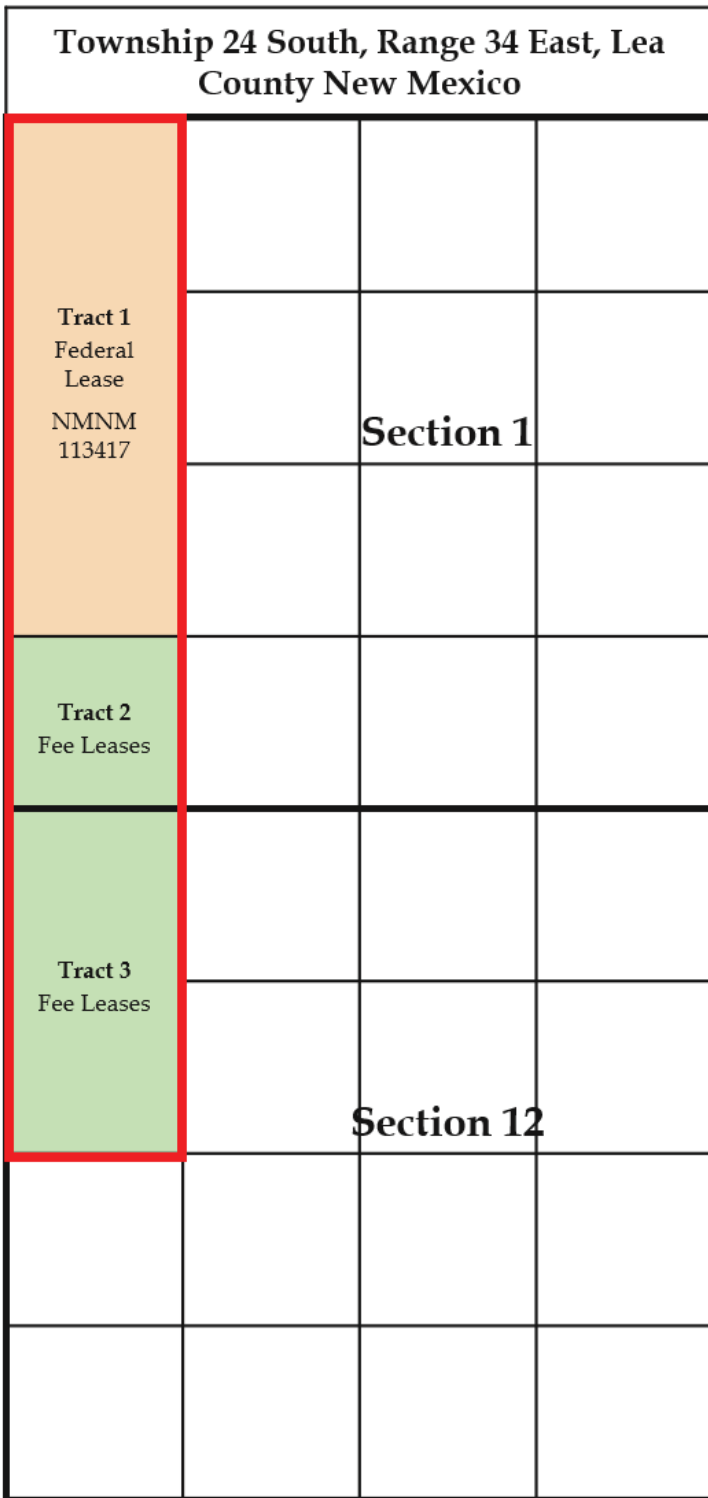 Township 24 South, Range 34 East, Lea
County New Mexico
Tract 1
Federal
Lease
NMNM
113417
Section 1
Tract 2
Fee Leases
Tract 3
Fee Leases
Section 12